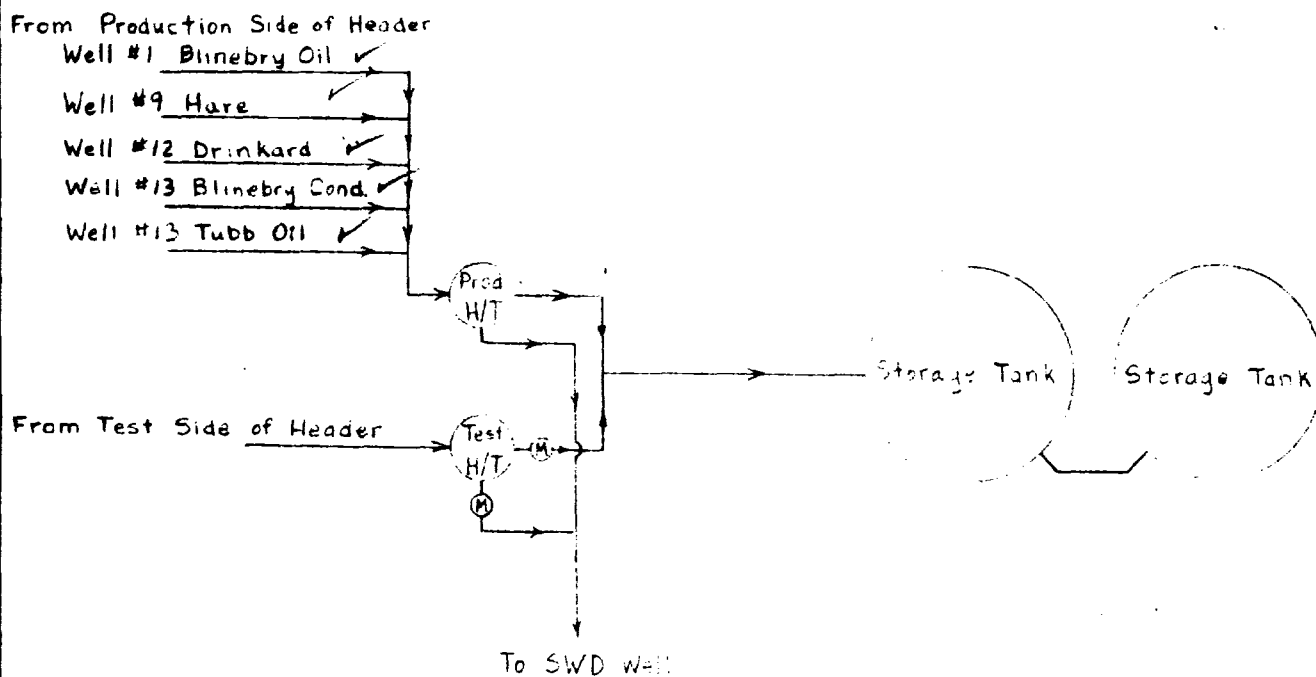 From Production Side of Header
Well #1 Blinebry Oil
Well #9 Hare
Well #12 Drinkard
Well #13 Blinebry Cond.
Well #13 Tubb Oil
Prod
H/T
Storage Tank
Storage Tank
From Test Side of Header
Test
H/T
M
M
To SWD Well